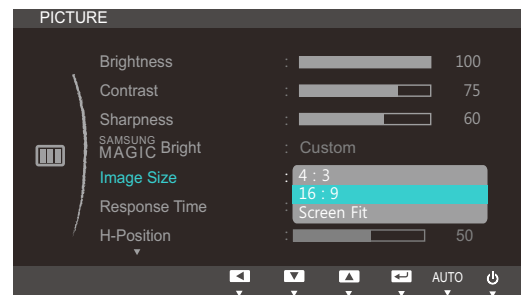 PICTURE
Brightness : 100
Contrast : 75
Sharpness : 60
SAMSUNG
MAGIC Bright : Custom
Image Size : 4 : 3
16 : 9
Response Time : Screen Fit
H-Position : 50
AUTO